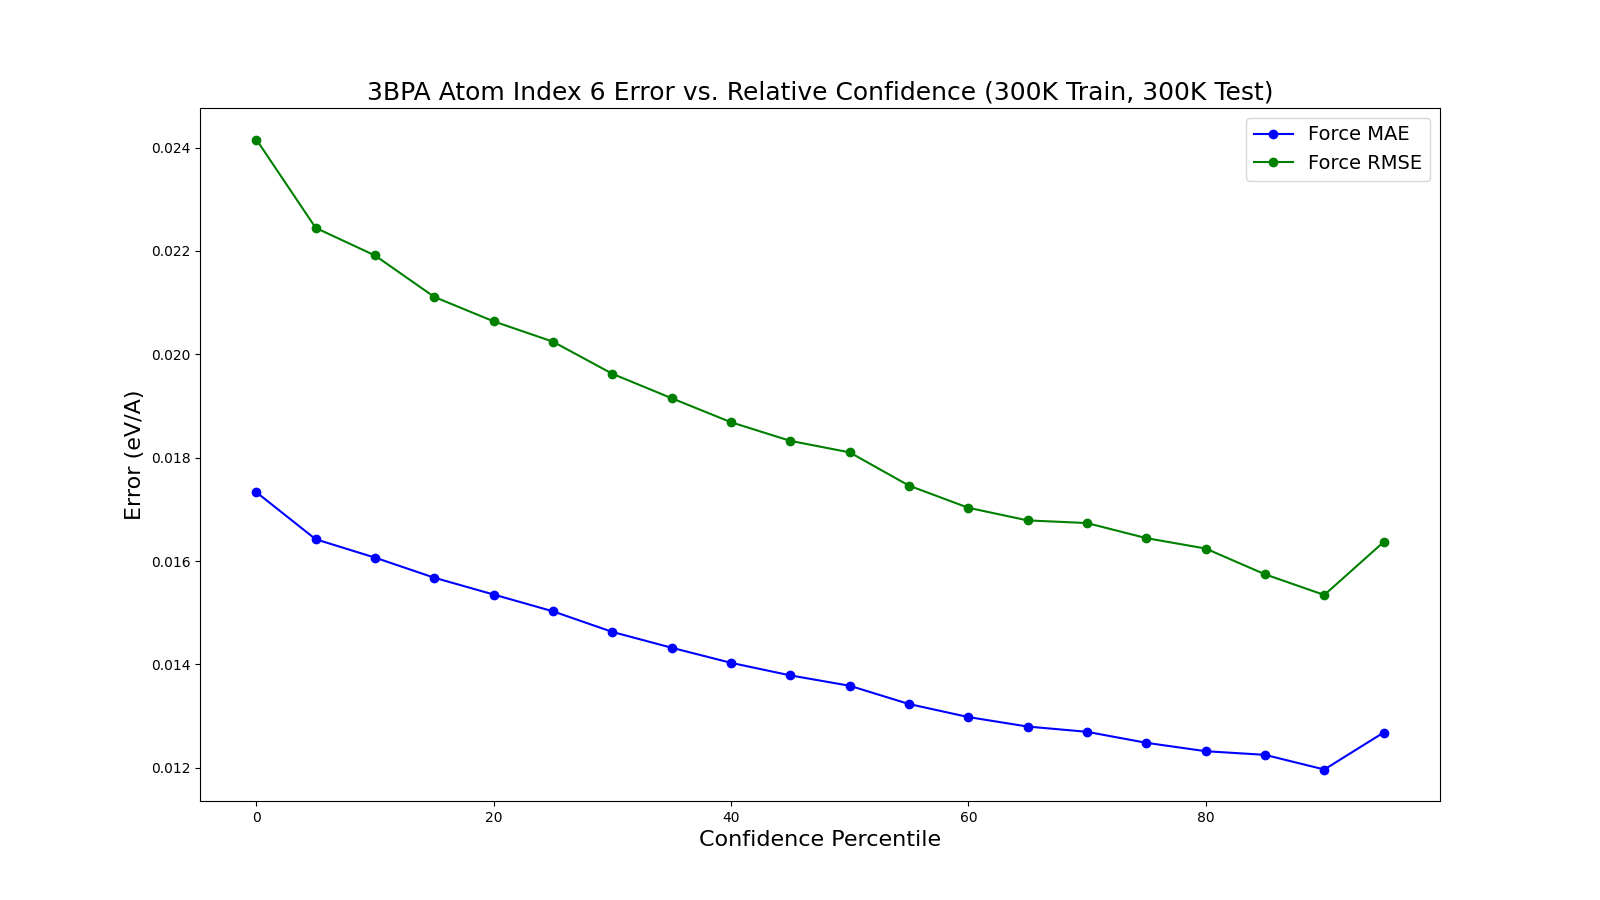 3BPA Atom Index 6 Error vs. Relative Confidence (300K Train, 300K Test)
Force MAE
Force RMSE
Error (eV/A)
0.024
0.022
0.020
0.018
0.016
0.014
0.012
0
20
40
60
80
Confidence Percentile